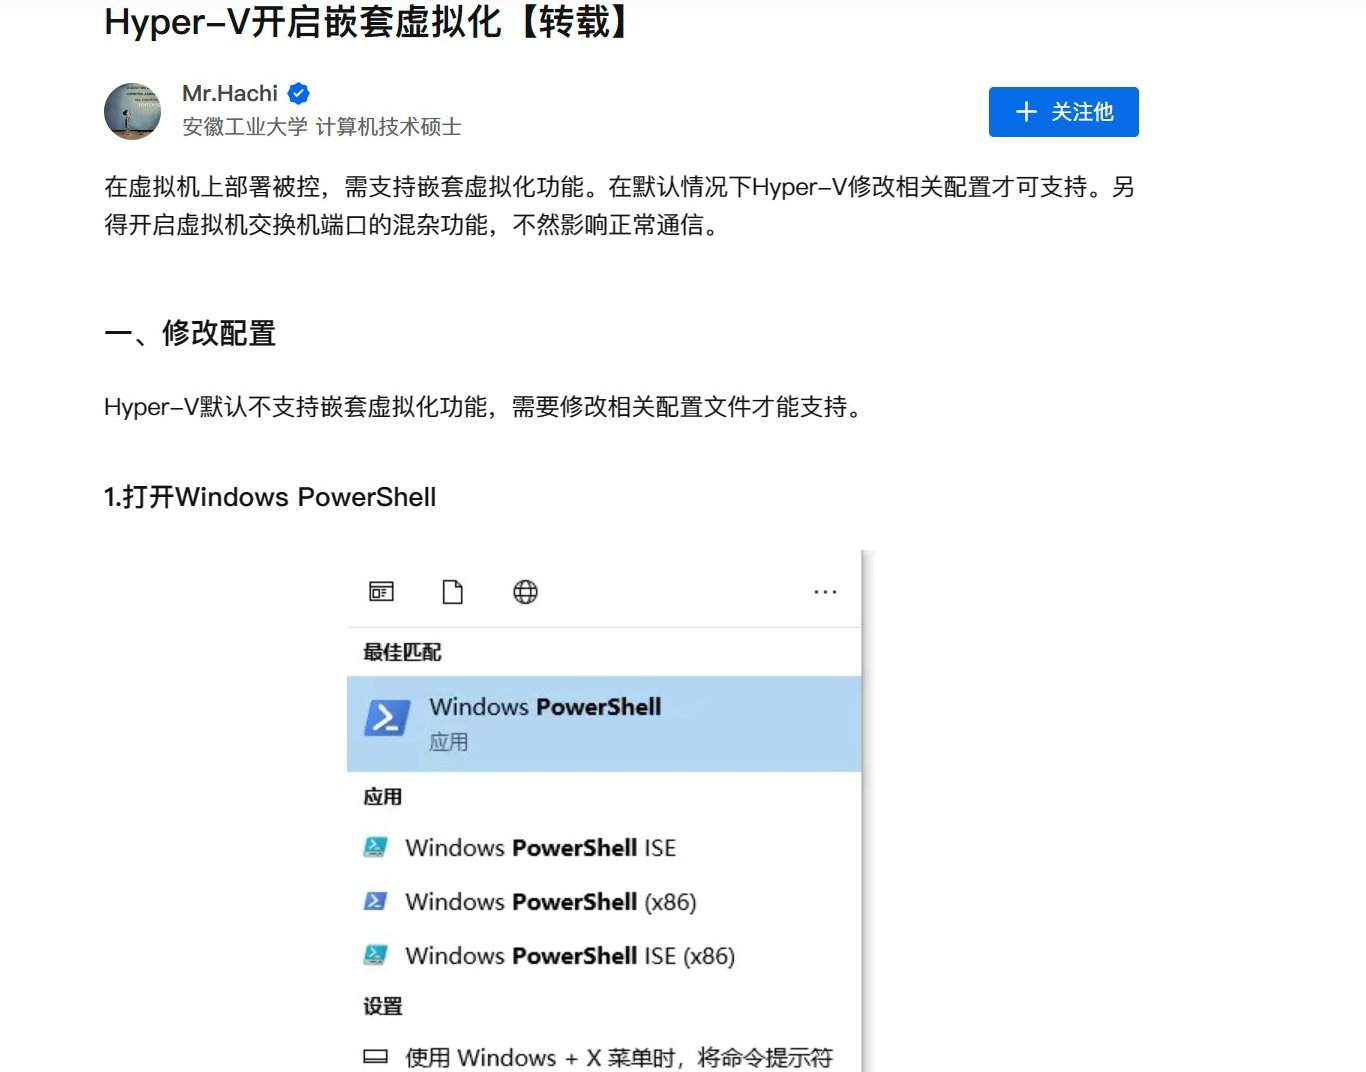 Hyper-V开启嵌套虚拟化【转载】
Mr.Hachi
安徽工业大学 计算机技术硕士
+ 关注他
在虚拟机上部署被控，需支持嵌套虚拟化功能。在默认情况下Hyper-V修改相关配置才可支持。另
得开启虚拟机交换机端口的混杂功能，不然影响正常通信。
一、修改配置
Hyper-V默认不支持嵌套虚拟化功能，需要修改相关配置文件才能支持。
1.打开Windows PowerShell
...
最佳匹配
Windows PowerShell
应用
应用
Windows PowerShell ISE
Windows PowerShell (x86)
Windows PowerShell ISE (x86)
设置
使用 Windows + X 菜单时，将命令提示符